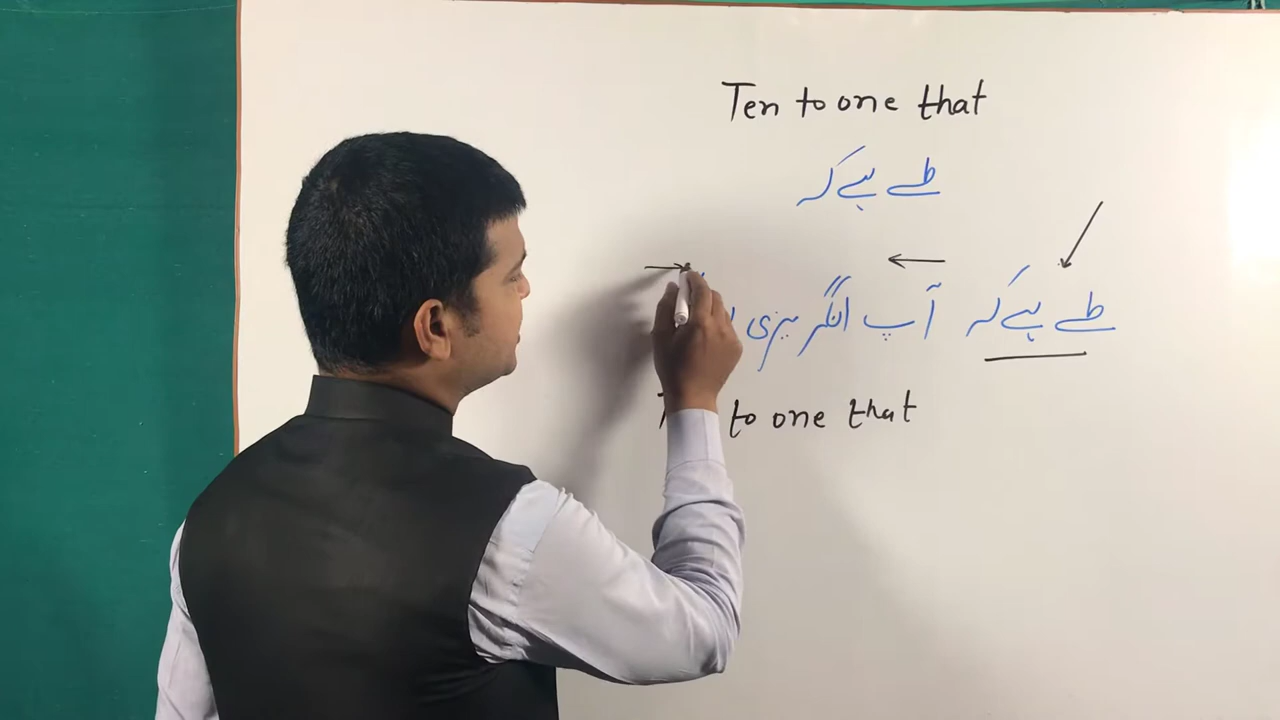 Ten to one that
طے ہے کہ
طے ہے کہ آپ انگریزی
to one that